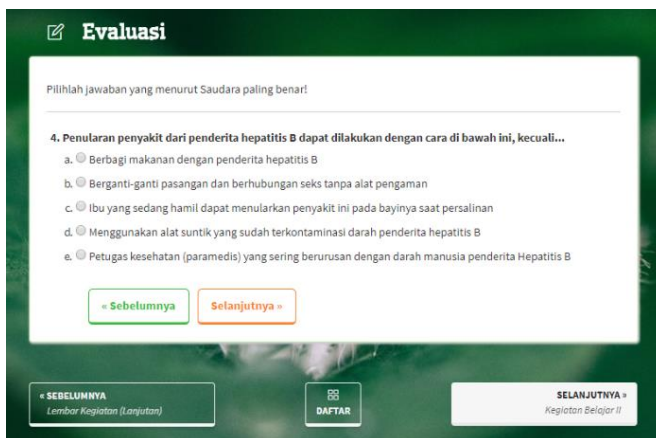 Evaluasi
Pilihlah jawaban yang menurut Saudara paling benar!
4. Penularan penyakit dari penderita hepatitis B dapat dilakukan dengan cara di bawah ini, kecuali...
a. Berbagi makanan dengan penderita hepatitis B
b. Berganti-ganti pasangan dan berhubungan seks tanpa alat pengaman
c. Ibu yang sedang hamil dapat menularkan penyakit ini pada bayinya saat persalinan
d. Menggunakan alat suntik yang sudah terkontaminasi darah penderita hepatitis B
e. Petugas kesehatan (paramedis) yang sering berurusan dengan darah manusia penderita Hepatitis B
« Sebelumnya
Selanjutnya »
« SEBELUMNYA
Lembar Kegiatan (Lanjutan)
DAFTAR
SELANJUTNYA »
Kegiatan Belajar II